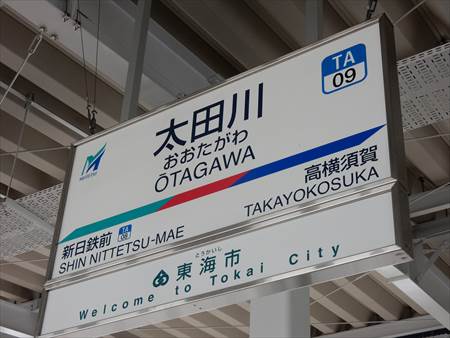 TA
09
太田川
おおたがわ
ŌTAGAWA
MEITETSU
新日鉄前
TA
08
SHIN NITTETSU-MAE
高横須賀
TAKAYOKOSUKA
とうかいし
東海市
Welcome to Tokai City